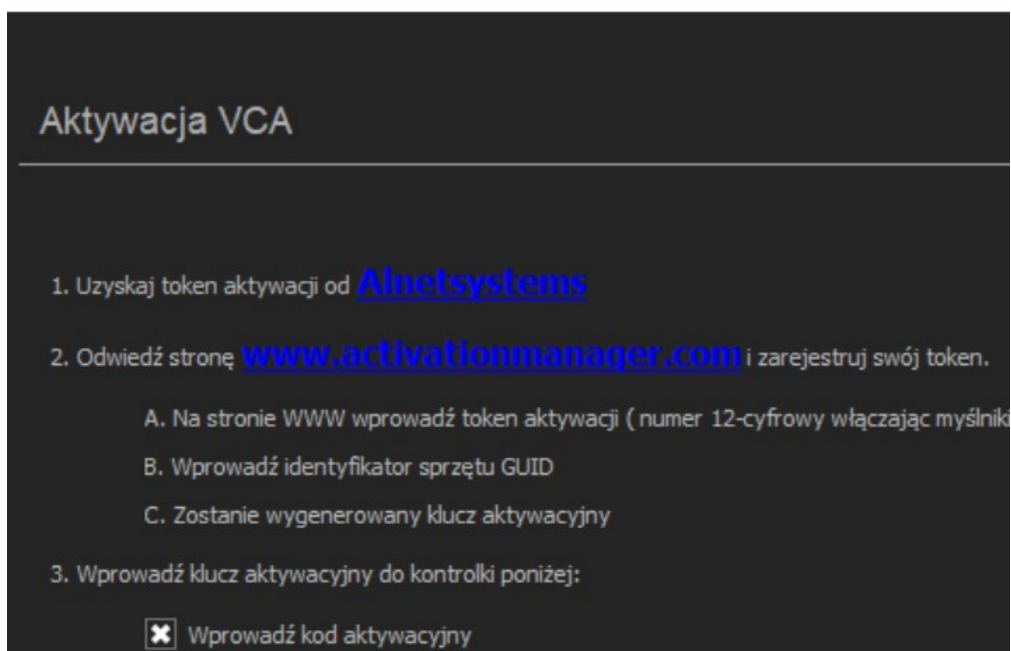 Aktywacja VCA
1. Uzyskaj token aktywacji od Alnetsystems
2. Odwiedź stronę www.activationmanager.com i zarejestruj swój token.
A. Na stronie WWW wprowadź token aktywacji ( numer 12-cyfrowy włączając myślniki
B. Wprowadź identyfikator sprzętu GUID
C. Zostanie wygenerowany klucz aktywacyjny
3. Wprowadź klucz aktywacyjny do kontrolki poniżej:
Wprowadź kod aktywacyjny